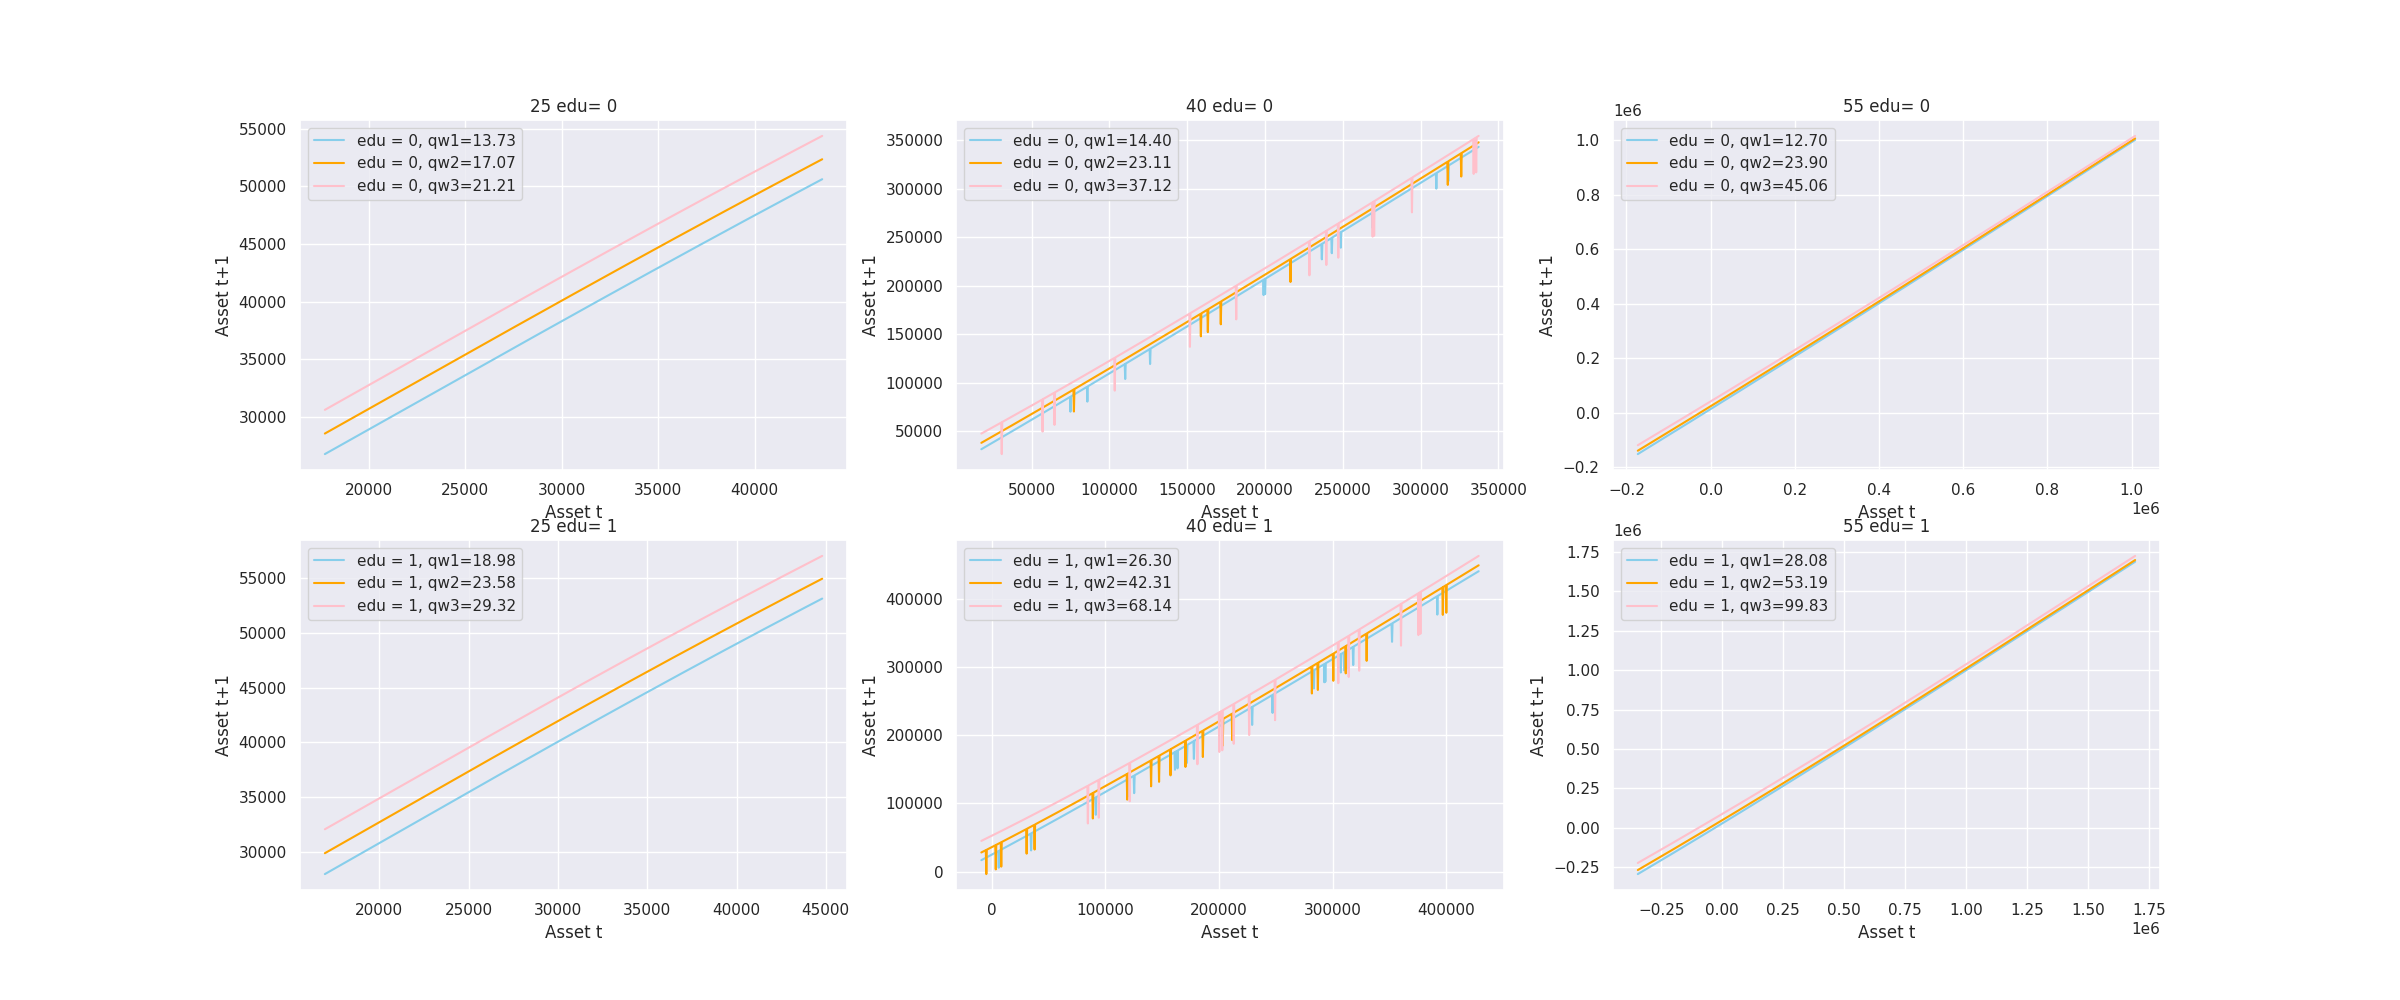 25 edu= 0
edu = 0, qw1=13.73
edu = 0, qw2=17.07
edu = 0, qw3=21.21
55000
50000
45000
40000
35000
30000
Asset t+1
20000 25000 30000 35000 40000
Asset t
40 edu= 0
edu = 0, qw1=14.40
edu = 0, qw2=23.11
edu = 0, qw3=37.12
350000
300000
250000
200000
150000
100000
50000
Asset t+1
50000 100000 150000 200000 250000 300000 350000
Asset t
55 edu= 0
1e6
edu = 0, qw1=12.70
edu = 0, qw2=23.90
edu = 0, qw3=45.06
1.0
0.8
0.6
0.4
0.2
0.0
−0.2
Asset t+1
−0.2 0.0 0.2 0.4 0.6 0.8 1.0
1e6
Asset t
25 edu= 1
edu = 1, qw1=18.98
edu = 1, qw2=23.58
edu = 1, qw3=29.32
55000
50000
45000
40000
35000
30000
Asset t+1
20000 25000 30000 35000 40000 45000
Asset t
40 edu= 1
edu = 1, qw1=26.30
edu = 1, qw2=42.31
edu = 1, qw3=68.14
400000
300000
200000
100000
0
Asset t+1
0 100000 200000 300000 400000
Asset t
55 edu= 1
1e6
edu = 1, qw1=28.08
edu = 1, qw2=53.19
edu = 1, qw3=99.83
1.75
1.50
1.25
1.00
0.75
0.50
0.25
0.00
−0.25
Asset t+1
−0.25 0.00 0.25 0.50 0.75 1.00 1.25 1.50 1.75
1e6
Asset t